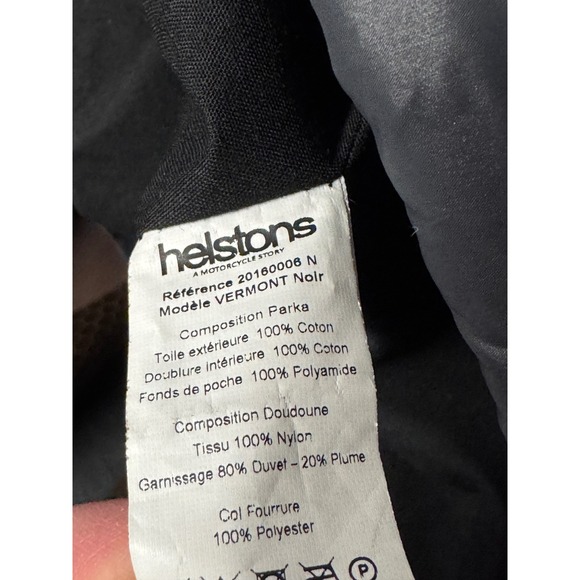 helstons
A MOTORCYCLE STORY
Référence 20160006 N
Modèle VERMONT Noir
Composition Parka
Toile extérieure 100% Coton
Doublure intérieure 100% Coton
Fonds de poche 100% Polyamide
Composition Doudoune
Tissu 100% Nylon
Garnissage 80% Duvet - 20% Plume
Col Fourrure
100% Polyester
P